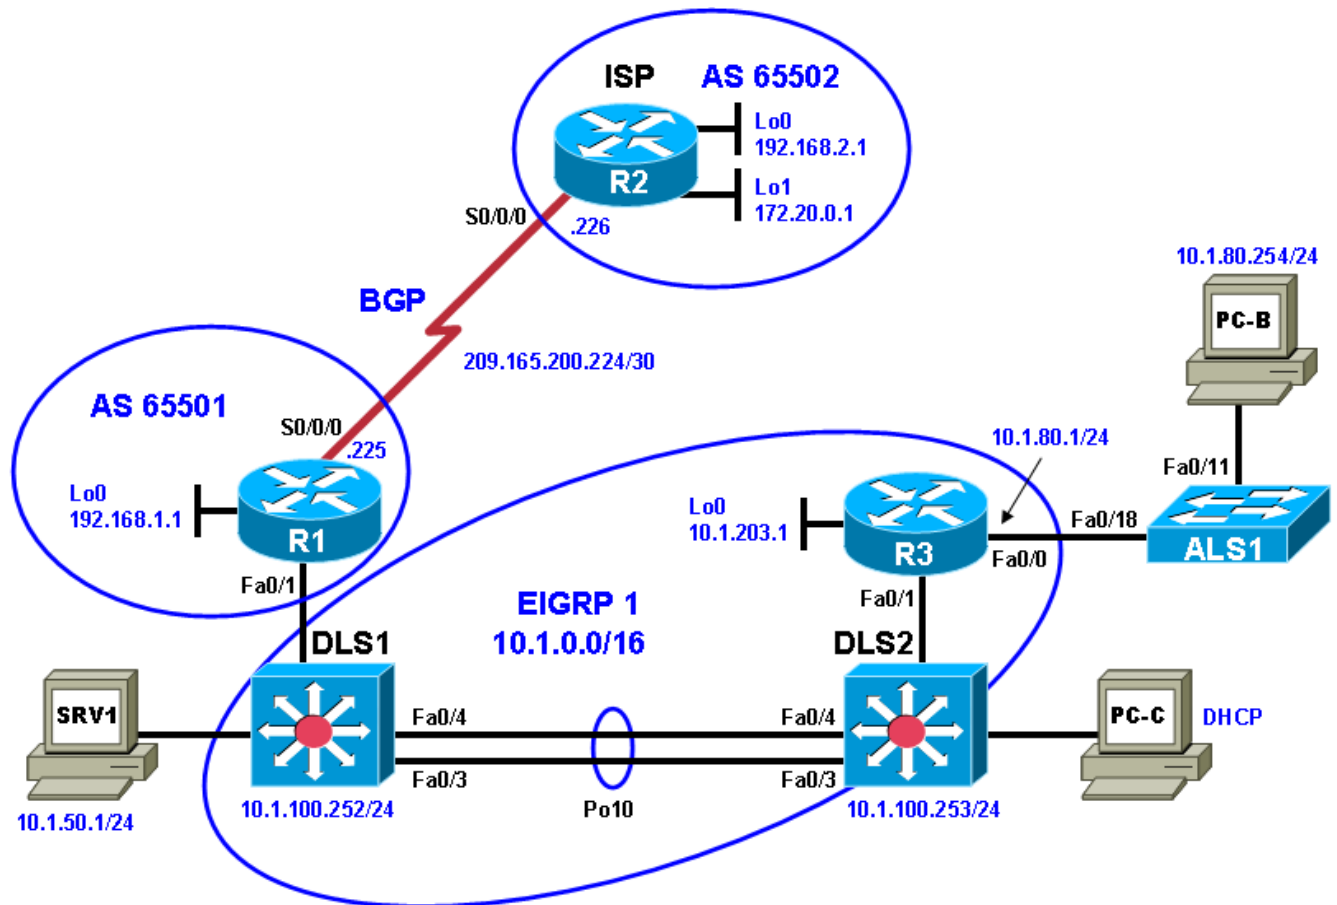 ISP
AS 65502
Lo0
192.168.2.1
R2
Lo1
172.20.0.1
S0/0/0
.226
10.1.80.254/24
PC-B
BGP
209.165.200.224/30
AS 65501
S0/0/0
.225
10.1.80.1/24
Fa0/11
Lo0
192.168.1.1
R1
Lo0
10.1.203.1
R3
Fa0/0
Fa0/18
ALS1
Fa0/1
EIGRP 1
10.1.0.0/16
Fa0/1
DLS1
DLS2
SRV1
Fa0/4
Fa0/4
PC-C
DHCP
Fa0/3
Fa0/3
10.1.50.1/24
10.1.100.252/24
Po10
10.1.100.253/24